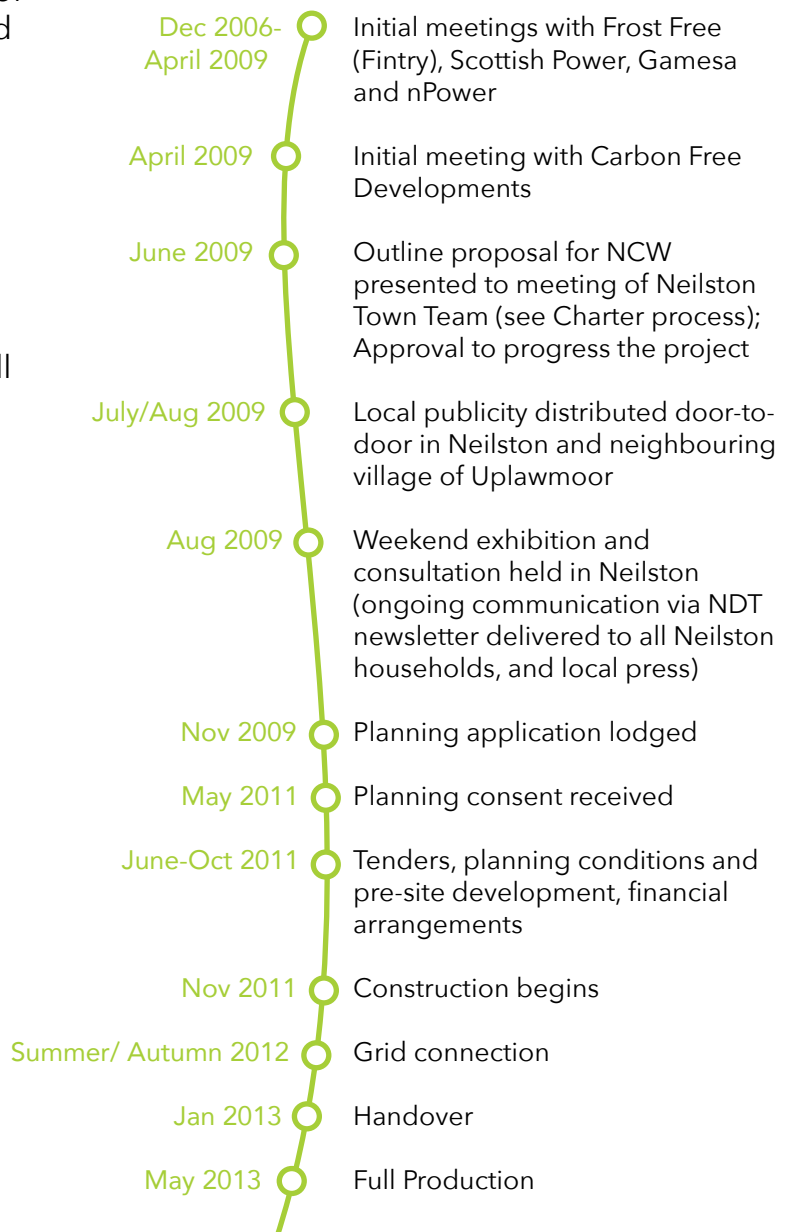 Dec 2006-
April 2009
Initial meetings with Frost Free
(Fintry), Scottish Power, Gamesa
and nPower
April 2009
Initial meeting with Carbon Free
Developments
June 2009
Outline proposal for NCW
presented to meeting of Neilston
Town Team (see Charter process);
Approval to progress the project
July/Aug 2009
Local publicity distributed door-to-
door in Neilston and neighbouring
village of Uplawmoor
Aug 2009
Weekend exhibition and
consultation held in Neilston
(ongoing communication via NDT
newsletter delivered to all Neilston
households, and local press)
Nov 2009
Planning application lodged
May 2011
Planning consent received
June-Oct 2011
Tenders, planning conditions and
pre-site development, financial
arrangements
Nov 2011
Construction begins
Summer/ Autumn 2012
Grid connection
Jan 2013
Handover
May 2013
Full Production